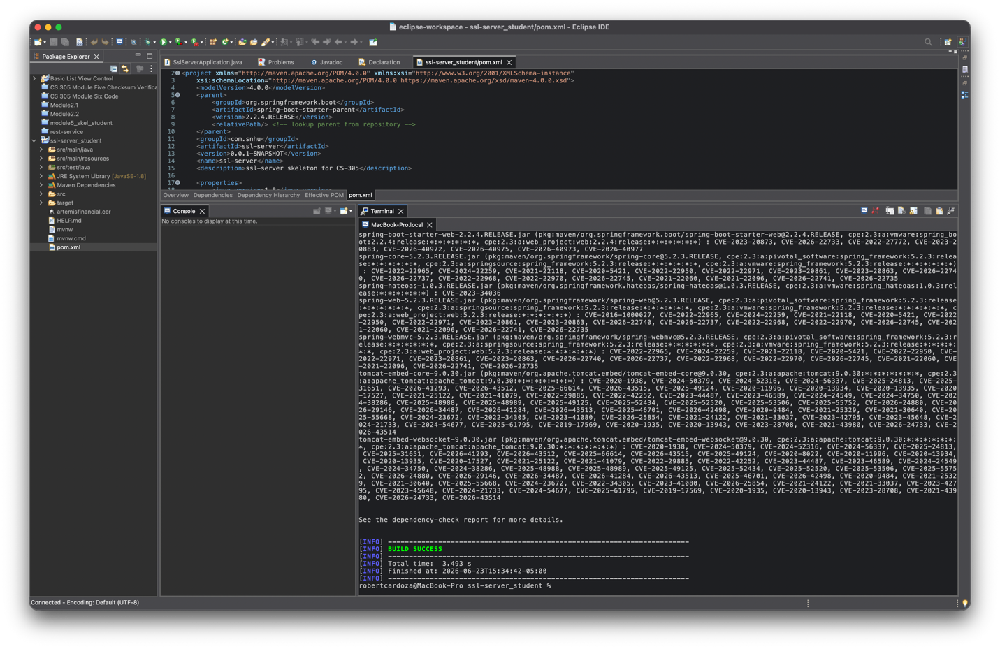 eclipse-workspace - ssl-server_student/pom.xml - Eclipse IDE
Package Explorer
Basic List View Control
CS 305 Module Five Checksum Verifica
CS 305 Module Six Code
Module2.1
Module2.2
module5_skel_student
rest-service
ssl-server_student
src/main/java
src/main/resources
src/test/java
JRE System Library [JavaSE-1.8]
Maven Dependencies
src
target
artemisfinancial.cer
HELP.md
mvnw
mvnw.cmd
pom.xml
SslServerApplication.java
Problems
Javadoc
Declaration
ssl-server_student/pom.xml
2 <project xmlns="http://maven.apache.org/POM/4.0.0" xmlns:xsi="http://www.w3.org/2001/XMLSchema-instance"
3 xsi:schemaLocation="http://maven.apache.org/POM/4.0.0 https://maven.apache.org/xsd/maven-4.0.0.xsd">
4 <modelVersion>4.0.0</modelVersion>
5 <parent>
6 <groupId>org.springframework.boot</groupId>
7 <artifactId>spring-boot-starter-parent</artifactId>
8 <version>2.2.4.RELEASE</version>
9 <relativePath/> <!-- lookup parent from repository -->
10 </parent>
11 <groupId>com.snhu</groupId>
12 <artifactId>ssl-server</artifactId>
13 <version>0.0.1-SNAPSHOT</version>
14 <name>ssl-server</name>
15 <description>ssl-server skeleton for CS-305</description>
16
17 <properties>
18 <java.version>1.8</java.version>
Overview Dependencies Dependency Hierarchy Effective POM pom.xml
Console
No consoles to display at this time.
Terminal
MacBook-Pro.local
spring-boot-starter-web-2.2.4.RELEASE.jar (pkg:maven/org.springframework.boot/spring-boot-starter-web@2.2.4.RELEASE, cpe:2.3:a:vmware:spring_bo
ot:2.2.4:release:*:*:*:*:*:*, cpe:2.3:a:web_project:web:2.2.4:release:*:*:*:*:*:*) : CVE-2023-20873, CVE-2026-22733, CVE-2022-27772, CVE-2023-2
0883, CVE-2026-40972, CVE-2026-40975, CVE-2026-40973, CVE-2026-40977
spring-core-5.2.3.RELEASE.jar (pkg:maven/org.springframework/spring-core@5.2.3.RELEASE, cpe:2.3:a:pivotal_software:spring_framework:5.2.3:relea
se:*:*:*:*:*:*, cpe:2.3:a:springsource:spring_framework:5.2.3:release:*:*:*:*:*:*, cpe:2.3:a:vmware:spring_framework:5.2.3:release:*:*:*:*:*:*)
: CVE-2022-22965, CVE-2024-22259, CVE-2021-22118, CVE-2020-5421, CVE-2022-22950, CVE-2022-22971, CVE-2023-20861, CVE-2023-20863, CVE-2026-2274
0, CVE-2026-22737, CVE-2022-22968, CVE-2022-22970, CVE-2026-22745, CVE-2021-22060, CVE-2021-22096, CVE-2026-22741, CVE-2026-22735
spring-hateoas-1.0.3.RELEASE.jar (pkg:maven/org.springframework.hateoas/spring-hateoas@1.0.3.RELEASE, cpe:2.3:a:vmware:spring_hateoas:1.0.3:rel
ease:*:*:*:*:*:*) : CVE-2023-34036
spring-web-5.2.3.RELEASE.jar (pkg:maven/org.springframework/spring-web@5.2.3.RELEASE, cpe:2.3:a:pivotal_software:spring_framework:5.2.3:release
:*:*:*:*:*:*, cpe:2.3:a:springsource:spring_framework:5.2.3:release:*:*:*:*:*:*, cpe:2.3:a:vmware:spring_framework:5.2.3:release:*:*:*:*:*:*, c
pe:2.3:a:web_project:web:5.2.3:release:*:*:*:*:*:*) : CVE-2016-1000027, CVE-2022-22965, CVE-2024-22259, CVE-2021-22118, CVE-2020-5421, CVE-2022
-22950, CVE-2022-22971, CVE-2023-20861, CVE-2023-20863, CVE-2026-22740, CVE-2026-22737, CVE-2022-22968, CVE-2022-22970, CVE-2026-22745, CVE-202
1-22060, CVE-2021-22096, CVE-2026-22741, CVE-2026-22735
spring-webmvc-5.2.3.RELEASE.jar (pkg:maven/org.springframework/spring-webmvc@5.2.3.RELEASE, cpe:2.3:a:pivotal_software:spring_framework:5.2.3:r
elease:*:*:*:*:*:*, cpe:2.3:a:springsource:spring_framework:5.2.3:release:*:*:*:*:*:*, cpe:2.3:a:vmware:spring_framework:5.2.3:release:*:*:*:*:
*:*, cpe:2.3:a:web_project:web:5.2.3:release:*:*:*:*:*:*) : CVE-2022-22965, CVE-2024-22259, CVE-2021-22118, CVE-2020-5421, CVE-2022-22950, CVE-
2022-22971, CVE-2023-20861, CVE-2023-20863, CVE-2026-22740, CVE-2026-22737, CVE-2022-22968, CVE-2022-22970, CVE-2026-22745, CVE-2021-22060, CVE
-2021-22096, CVE-2026-22741, CVE-2026-22735
tomcat-embed-core-9.0.30.jar (pkg:maven/org.apache.tomcat.embed/tomcat-embed-core@9.0.30, cpe:2.3:a:apache:tomcat:9.0.30:*:*:*:*:*:*:*, cpe:2.3
:a:apache_tomcat:apache_tomcat:9.0.30:*:*:*:*:*:*:*) : CVE-2020-1938, CVE-2024-50379, CVE-2024-52316, CVE-2024-56337, CVE-2025-24813, CVE-2025-
31651, CVE-2026-41293, CVE-2026-43512, CVE-2025-66614, CVE-2026-43515, CVE-2025-49124, CVE-2020-11996, CVE-2020-13934, CVE-2020-13935, CVE-2020
-17527, CVE-2021-25122, CVE-2021-41079, CVE-2022-29885, CVE-2022-42252, CVE-2023-44487, CVE-2023-46589, CVE-2024-24549, CVE-2024-34750, CVE-202
4-38286, CVE-2025-48988, CVE-2025-48989, CVE-2025-49125, CVE-2025-52434, CVE-2025-52520, CVE-2025-53506, CVE-2025-55752, CVE-2026-24880, CVE-20
26-29146, CVE-2026-34487, CVE-2026-41284, CVE-2026-43513, CVE-2025-46701, CVE-2026-42498, CVE-2020-9484, CVE-2021-25329, CVE-2021-30640, CVE-20
25-55668, CVE-2024-23672, CVE-2022-34305, CVE-2023-41080, CVE-2026-25854, CVE-2021-24122, CVE-2021-33037, CVE-2023-42795, CVE-2023-45648, CVE-2
024-21733, CVE-2024-54677, CVE-2025-61795, CVE-2019-17569, CVE-2020-1935, CVE-2020-13943, CVE-2023-28708, CVE-2021-43980, CVE-2026-24733, CVE-2
026-43514
tomcat-embed-websocket-9.0.30.jar (pkg:maven/org.apache.tomcat.embed/tomcat-embed-websocket@9.0.30, cpe:2.3:a:apache:tomcat:9.0.30:*:*:*:*:*:*:
*, cpe:2.3:a:apache_tomcat:apache_tomcat:9.0.30:*:*:*:*:*:*:*) : CVE-2020-1938, CVE-2024-50379, CVE-2024-52316, CVE-2024-56337, CVE-2025-24813,
CVE-2025-31651, CVE-2026-41293, CVE-2026-43512, CVE-2025-66614, CVE-2026-43515, CVE-2025-49124, CVE-2020-8022, CVE-2020-11996, CVE-2020-13934,
CVE-2020-13935, CVE-2020-17527, CVE-2021-25122, CVE-2021-41079, CVE-2022-29885, CVE-2022-42252, CVE-2023-44487, CVE-2023-46589, CVE-2024-24549
, CVE-2024-34750, CVE-2024-38286, CVE-2025-48988, CVE-2025-48989, CVE-2025-49125, CVE-2025-52434, CVE-2025-52520, CVE-2025-53506, CVE-2025-5575
2, CVE-2026-24880, CVE-2026-29146, CVE-2026-34487, CVE-2026-41284, CVE-2026-43513, CVE-2025-46701, CVE-2026-42498, CVE-2020-9484, CVE-2021-2532
9, CVE-2021-30640, CVE-2025-55668, CVE-2024-23672, CVE-2022-34305, CVE-2023-41080, CVE-2026-25854, CVE-2021-24122, CVE-2021-33037, CVE-2023-427
95, CVE-2023-45648, CVE-2024-21733, CVE-2024-54677, CVE-2025-61795, CVE-2019-17569, CVE-2020-1935, CVE-2020-13943, CVE-2023-28708, CVE-2021-439
80, CVE-2026-24733, CVE-2026-43514
See the dependency-check report for more details.
[INFO] ------------------------------------------------------------------------
[INFO] BUILD SUCCESS
[INFO] ------------------------------------------------------------------------
[INFO] Total time: 3.493 s
[INFO] Finished at: 2026-06-23T15:34:42-05:00
[INFO] ------------------------------------------------------------------------
robertcardoza@MacBook-Pro ssl-server_student %
Connected - Encoding: Default (UTF-8)